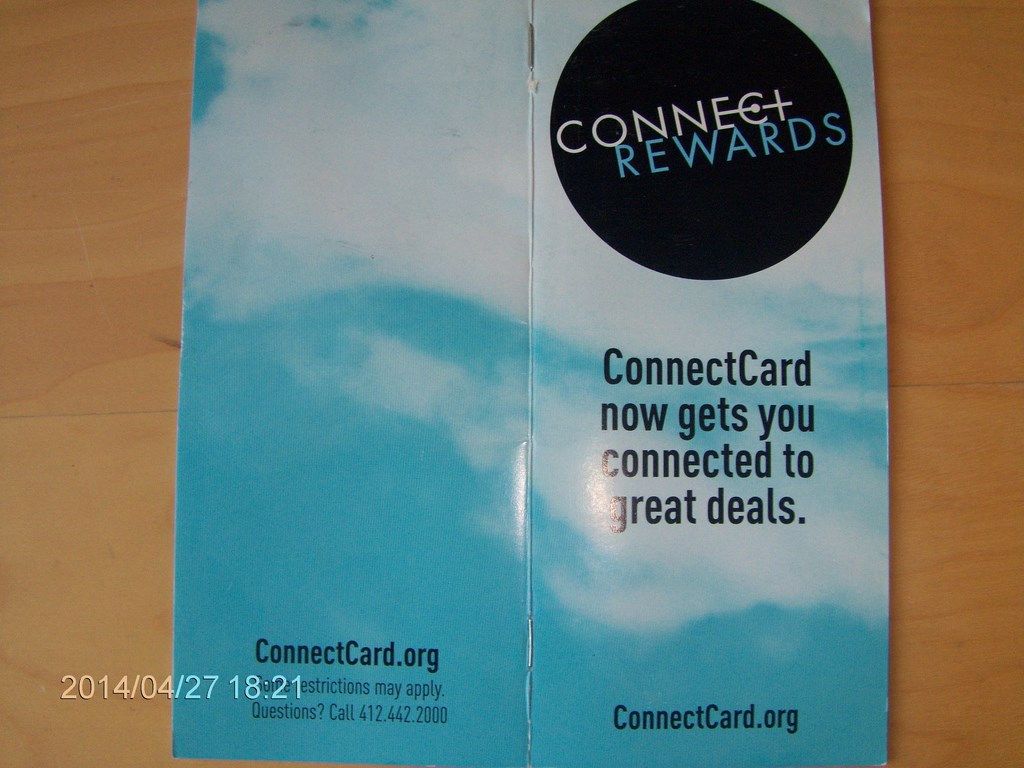 CONNECT
REWARDS
ConnectCard
now gets you
connected to
great deals.
ConnectCard.org
ConnectCard.org
Some restrictions may apply.
Questions? Call 412.442.2000
2014/04/27 18:21